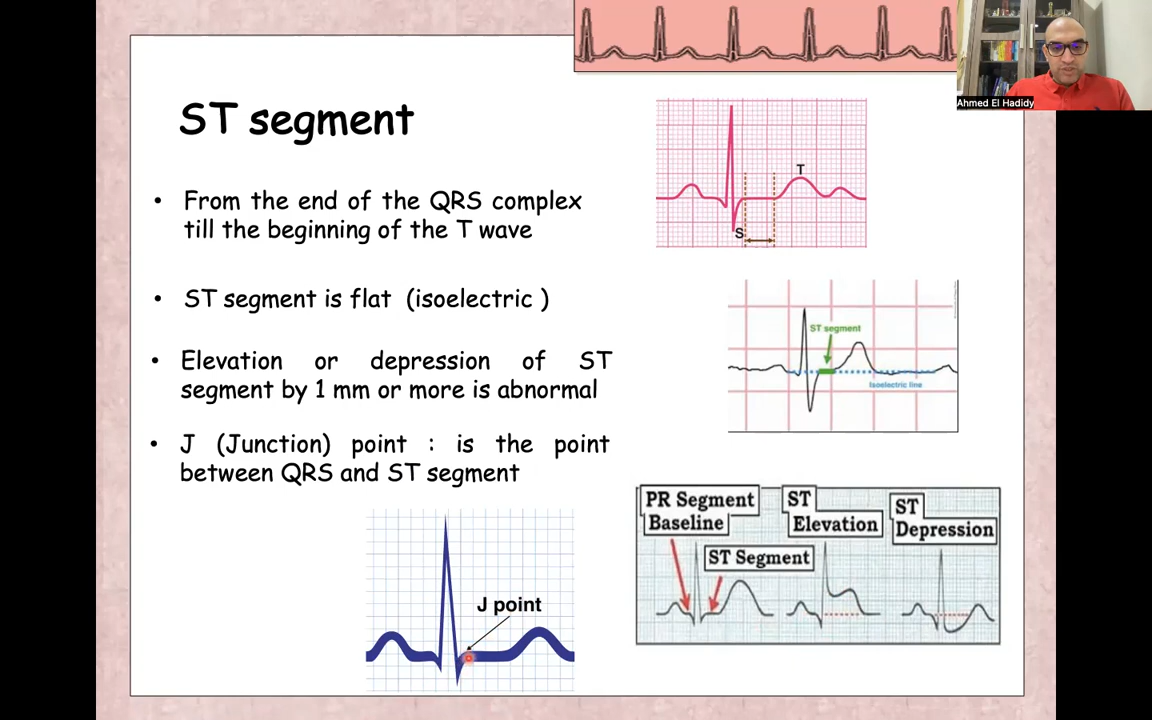 Ahmed El Hadidy
ST segment
• From the end of the QRS complex
till the beginning of the T wave
• ST segment is flat (isoelectric )
• Elevation or depression of ST
segment by 1 mm or more is abnormal
• J (Junction) point : is the point
between QRS and ST segment
T
S
ST segment
Isoelectric line
J point
PR Segment
Baseline
ST Segment
ST
Elevation
ST
Depression